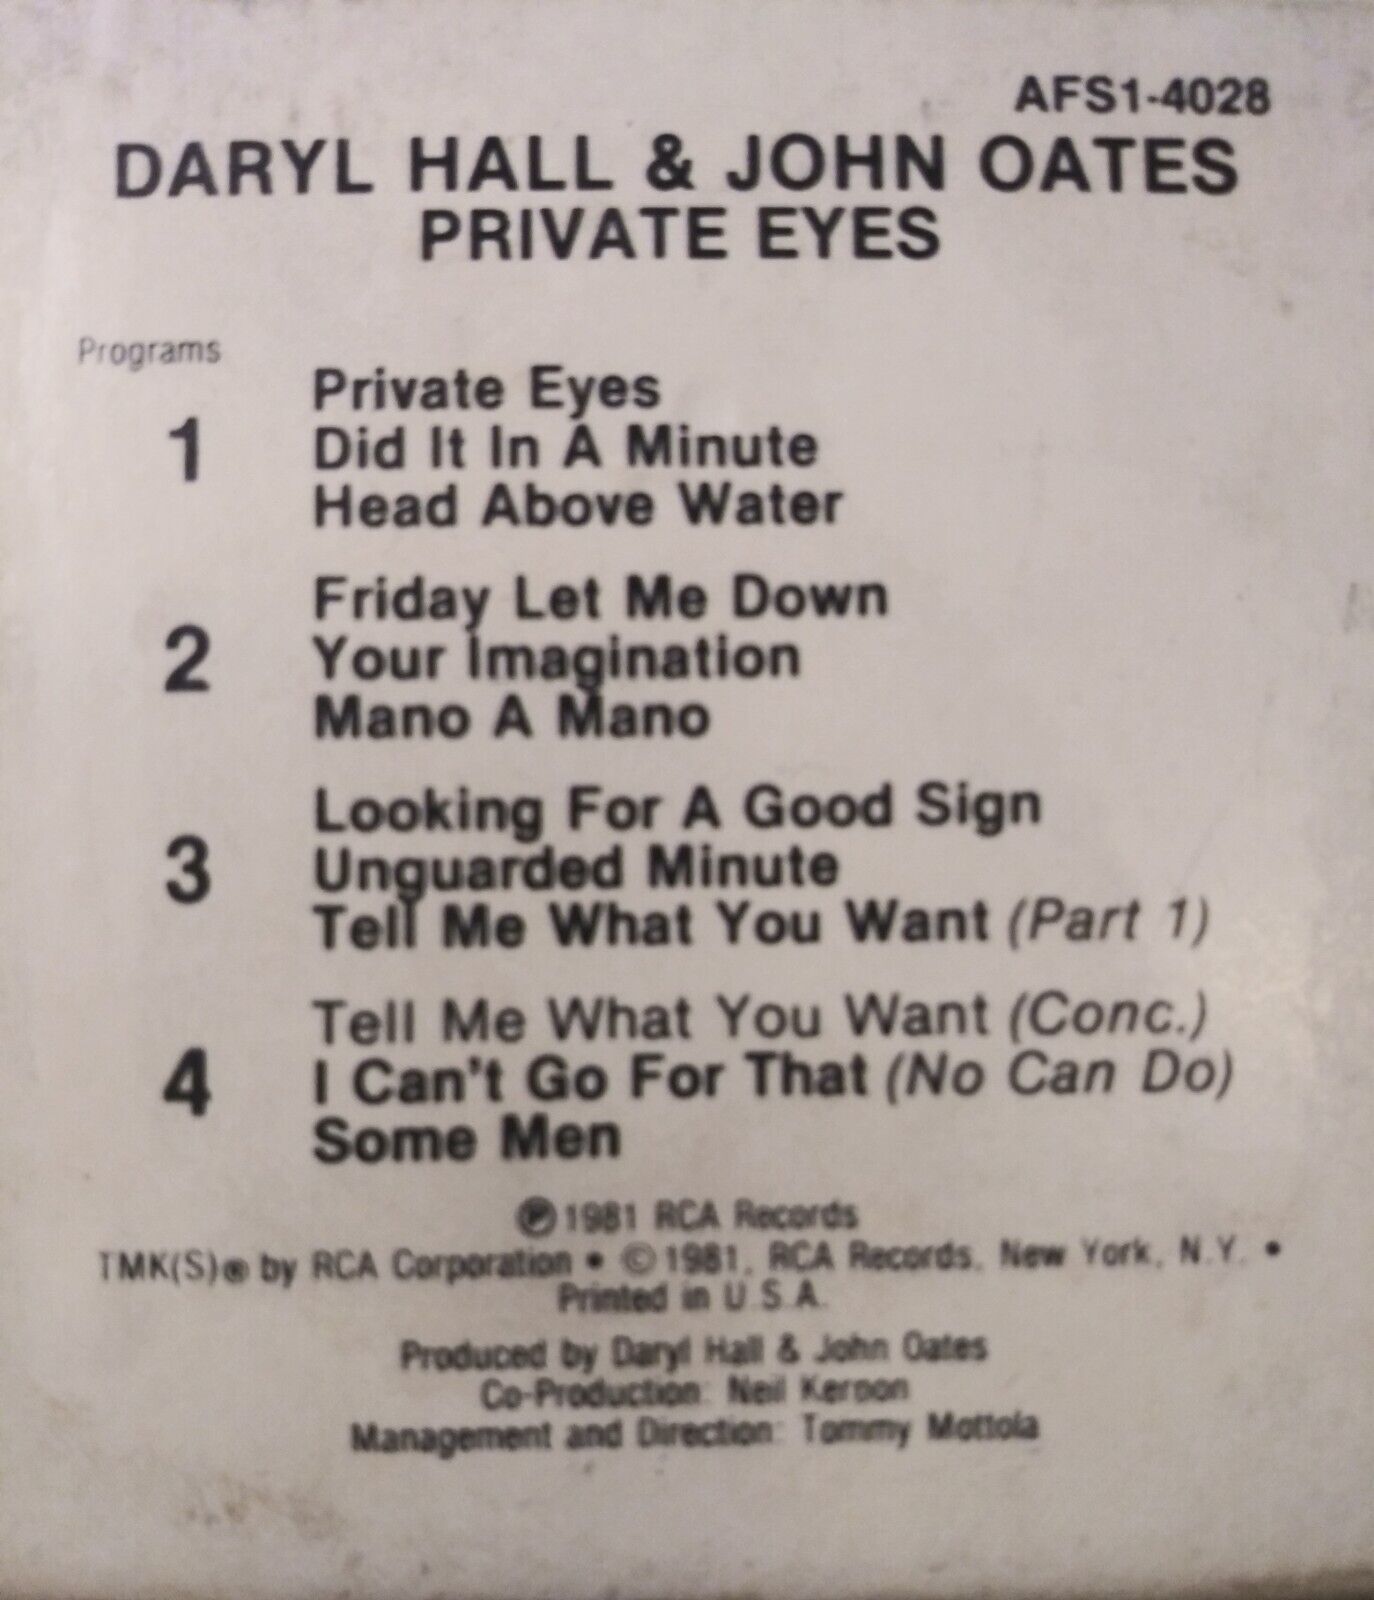 AFS1-4028
DARYL HALL & JOHN OATES
PRIVATE EYES
Programs
1
Private Eyes
Did It In A Minute
Head Above Water
2
Friday Let Me Down
Your Imagination
Mano A Mano
3
Looking For A Good Sign
Unguarded Minute
Tell Me What You Want (Part 1)
4
Tell Me What You Want (Conc.)
I Can't Go For That (No Can Do)
Some Men
℗1981 RCA Records
TMK(S)® by RCA Corporation • ©1981, RCA Records, New York, N.Y. •
Printed in U.S.A.
Produced by Daryl Hall & John Oates
Co-Production: Neil Kernon
Management and Direction: Tommy Mottola